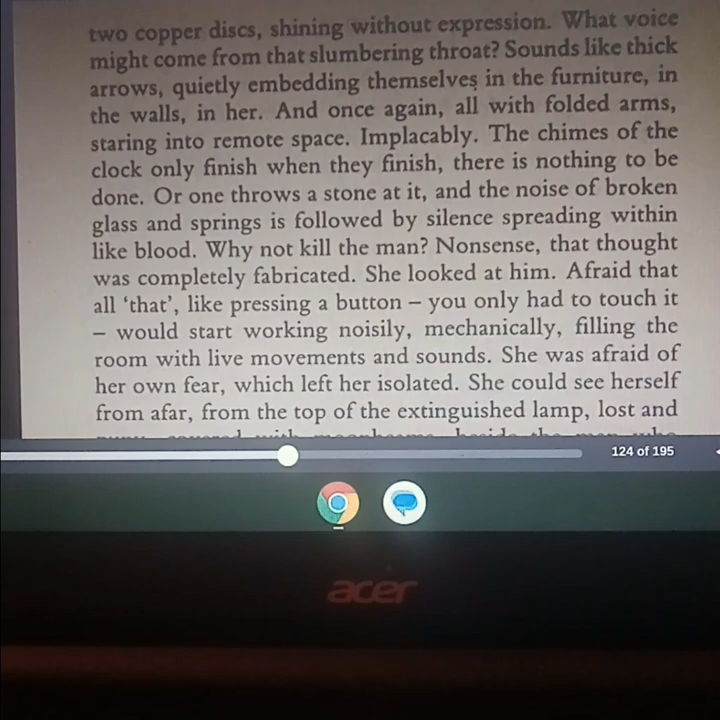 two copper discs, shining without expression. What voice
might come from that slumbering throat? Sounds like thick
arrows, quietly embedding themselves in the furniture, in
the walls, in her. And once again, all with folded arms,
staring into remote space. Implacably. The chimes of the
clock only finish when they finish, there is nothing to be
done. Or one throws a stone at it, and the noise of broken
glass and springs is followed by silence spreading within
like blood. Why not kill the man? Nonsense, that thought
was completely fabricated. She looked at him. Afraid that
all ‘that’, like pressing a button – you only had to touch it
– would start working noisily, mechanically, filling the
room with live movements and sounds. She was afraid of
her own fear, which left her isolated. She could see herself
from afar, from the top of the extinguished lamp, lost and
124 of 195
acer